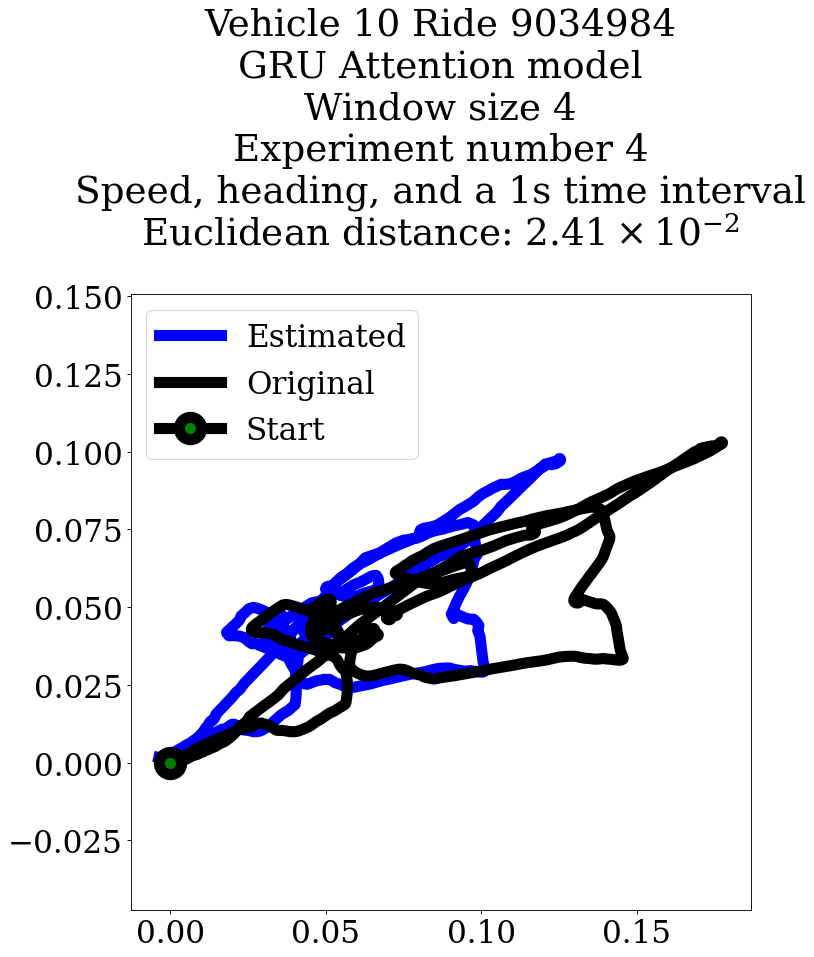 Vehicle 10 Ride 9034984
GRU Attention model
Window size 4
Experiment number 4
Speed, heading, and a 1s time interval
Euclidean distance: 2.41 × 10⁻²
0.150
0.125
0.100
0.075
0.050
0.025
0.000
−0.025
Estimated
Original
Start
0.00 0.05 0.10 0.15